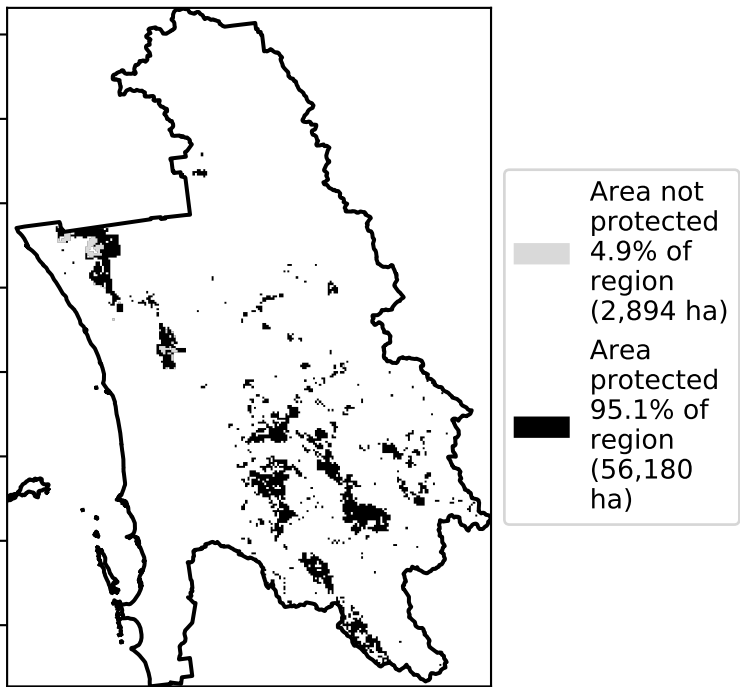 Area not
protected
4.9% of
region
(2,894 ha)
Area
protected
95.1% of
region
(56,180
ha)